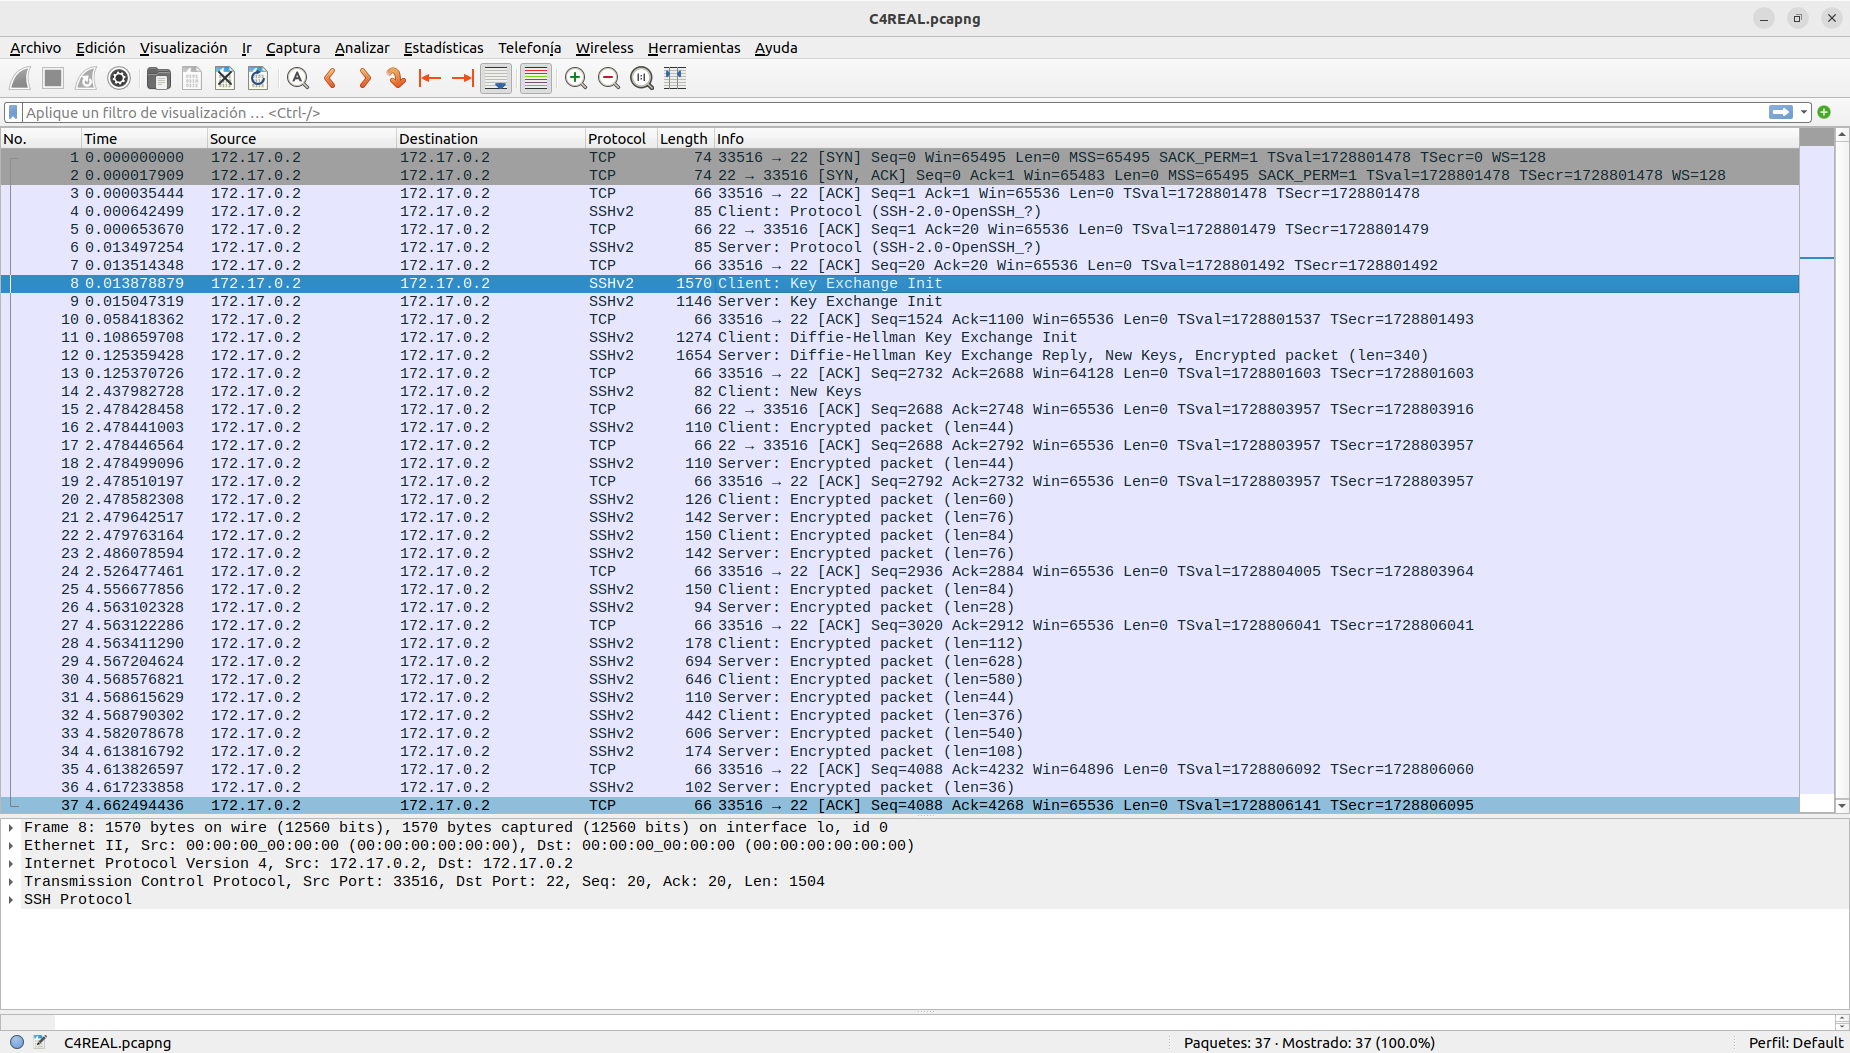 C4REAL.pcapng
Archivo Edición Visualización Ir Captura Analizar Estadísticas Telefonía Wireless Herramientas Ayuda
Aplique un filtro de visualización … <Ctrl-/>
No. Time Source Destination Protocol Length Info
1 0.000000000 172.17.0.2 172.17.0.2 TCP 74 33516 → 22 [SYN] Seq=0 Win=65495 Len=0 MSS=65495 SACK_PERM=1 TSval=1728801478 TSecr=0 WS=128
2 0.000017909 172.17.0.2 172.17.0.2 TCP 74 22 → 33516 [SYN, ACK] Seq=0 Ack=1 Win=65483 Len=0 MSS=65495 SACK_PERM=1 TSval=1728801478 TSecr=1728801478 WS=128
3 0.000035444 172.17.0.2 172.17.0.2 TCP 66 33516 → 22 [ACK] Seq=1 Ack=1 Win=65536 Len=0 TSval=1728801478 TSecr=1728801478
4 0.000642499 172.17.0.2 172.17.0.2 SSHv2 85 Client: Protocol (SSH-2.0-OpenSSH_?)
5 0.000653670 172.17.0.2 172.17.0.2 TCP 66 22 → 33516 [ACK] Seq=1 Ack=20 Win=65536 Len=0 TSval=1728801479 TSecr=1728801479
6 0.013497254 172.17.0.2 172.17.0.2 SSHv2 85 Server: Protocol (SSH-2.0-OpenSSH_?)
7 0.013514348 172.17.0.2 172.17.0.2 TCP 66 33516 → 22 [ACK] Seq=20 Ack=20 Win=65536 Len=0 TSval=1728801492 TSecr=1728801492
8 0.013878879 172.17.0.2 172.17.0.2 SSHv2 1570 Client: Key Exchange Init
9 0.015047319 172.17.0.2 172.17.0.2 SSHv2 1146 Server: Key Exchange Init
10 0.058418362 172.17.0.2 172.17.0.2 TCP 66 33516 → 22 [ACK] Seq=1524 Ack=1100 Win=65536 Len=0 TSval=1728801537 TSecr=1728801493
11 0.108659708 172.17.0.2 172.17.0.2 SSHv2 1274 Client: Diffie-Hellman Key Exchange Init
12 0.125359428 172.17.0.2 172.17.0.2 SSHv2 1654 Server: Diffie-Hellman Key Exchange Reply, New Keys, Encrypted packet (len=340)
13 0.125370726 172.17.0.2 172.17.0.2 TCP 66 33516 → 22 [ACK] Seq=2732 Ack=2688 Win=64128 Len=0 TSval=1728801603 TSecr=1728801603
14 2.437982728 172.17.0.2 172.17.0.2 SSHv2 82 Client: New Keys
15 2.478428458 172.17.0.2 172.17.0.2 TCP 66 22 → 33516 [ACK] Seq=2688 Ack=2748 Win=65536 Len=0 TSval=1728803957 TSecr=1728803916
16 2.478441003 172.17.0.2 172.17.0.2 SSHv2 110 Client: Encrypted packet (len=44)
17 2.478446564 172.17.0.2 172.17.0.2 TCP 66 22 → 33516 [ACK] Seq=2688 Ack=2792 Win=65536 Len=0 TSval=1728803957 TSecr=1728803957
18 2.478499096 172.17.0.2 172.17.0.2 SSHv2 110 Server: Encrypted packet (len=44)
19 2.478510197 172.17.0.2 172.17.0.2 TCP 66 33516 → 22 [ACK] Seq=2792 Ack=2732 Win=65536 Len=0 TSval=1728803957 TSecr=1728803957
20 2.478582308 172.17.0.2 172.17.0.2 SSHv2 126 Client: Encrypted packet (len=60)
21 2.479642517 172.17.0.2 172.17.0.2 SSHv2 142 Server: Encrypted packet (len=76)
22 2.479763164 172.17.0.2 172.17.0.2 SSHv2 150 Client: Encrypted packet (len=84)
23 2.486078594 172.17.0.2 172.17.0.2 SSHv2 142 Server: Encrypted packet (len=76)
24 2.526477461 172.17.0.2 172.17.0.2 TCP 66 33516 → 22 [ACK] Seq=2936 Ack=2884 Win=65536 Len=0 TSval=1728804005 TSecr=1728803964
25 4.556677856 172.17.0.2 172.17.0.2 SSHv2 150 Client: Encrypted packet (len=84)
26 4.563102328 172.17.0.2 172.17.0.2 SSHv2 94 Server: Encrypted packet (len=28)
27 4.563122286 172.17.0.2 172.17.0.2 TCP 66 33516 → 22 [ACK] Seq=3020 Ack=2912 Win=65536 Len=0 TSval=1728806041 TSecr=1728806041
28 4.563411290 172.17.0.2 172.17.0.2 SSHv2 178 Client: Encrypted packet (len=112)
29 4.567204624 172.17.0.2 172.17.0.2 SSHv2 694 Server: Encrypted packet (len=628)
30 4.568576821 172.17.0.2 172.17.0.2 SSHv2 646 Client: Encrypted packet (len=580)
31 4.568615629 172.17.0.2 172.17.0.2 SSHv2 110 Server: Encrypted packet (len=44)
32 4.568790302 172.17.0.2 172.17.0.2 SSHv2 442 Client: Encrypted packet (len=376)
33 4.582078678 172.17.0.2 172.17.0.2 SSHv2 606 Server: Encrypted packet (len=540)
34 4.613816792 172.17.0.2 172.17.0.2 SSHv2 174 Server: Encrypted packet (len=108)
35 4.613826597 172.17.0.2 172.17.0.2 TCP 66 33516 → 22 [ACK] Seq=4088 Ack=4232 Win=64896 Len=0 TSval=1728806092 TSecr=1728806060
36 4.617233858 172.17.0.2 172.17.0.2 SSHv2 102 Server: Encrypted packet (len=36)
37 4.662494436 172.17.0.2 172.17.0.2 TCP 66 33516 → 22 [ACK] Seq=4088 Ack=4268 Win=65536 Len=0 TSval=1728806141 TSecr=1728806095
Frame 8: 1570 bytes on wire (12560 bits), 1570 bytes captured (12560 bits) on interface lo, id 0
Ethernet II, Src: 00:00:00_00:00:00 (00:00:00:00:00:00), Dst: 00:00:00_00:00:00 (00:00:00:00:00:00)
Internet Protocol Version 4, Src: 172.17.0.2, Dst: 172.17.0.2
Transmission Control Protocol, Src Port: 33516, Dst Port: 22, Seq: 20, Ack: 20, Len: 1504
SSH Protocol
C4REAL.pcapng Paquetes: 37 · Mostrado: 37 (100.0%) Perfil: Default